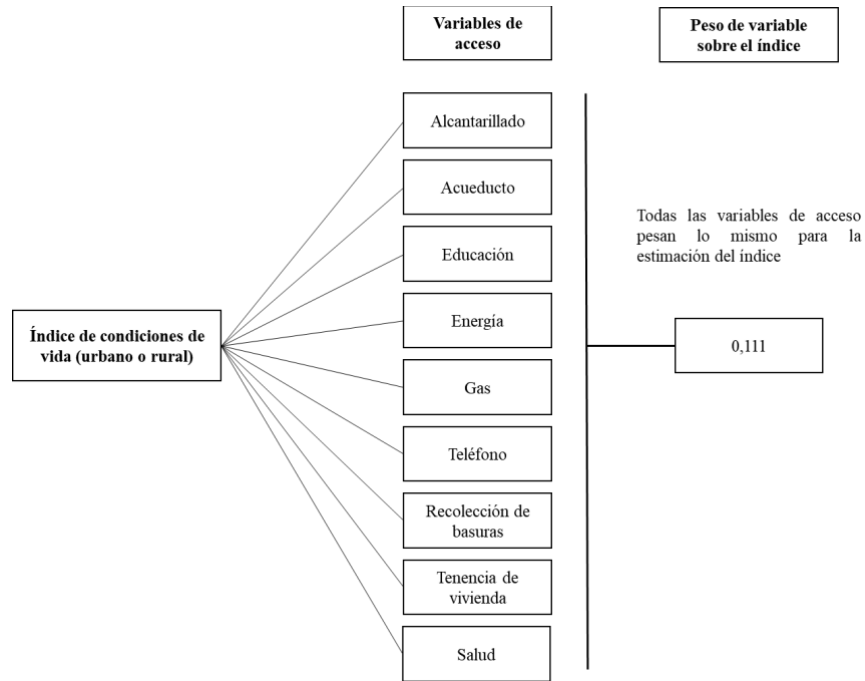 Variables de
acceso
Peso de variable
sobre el índice
Alcantarillado
Acueducto
Educación
Energía
Gas
Teléfono
Recolección de
basuras
Tenencia de
vivienda
Salud
Índice de condiciones de
vida (urbano o rural)
Todas las variables de acceso
pesan lo mismo para la
estimación del índice
0,111